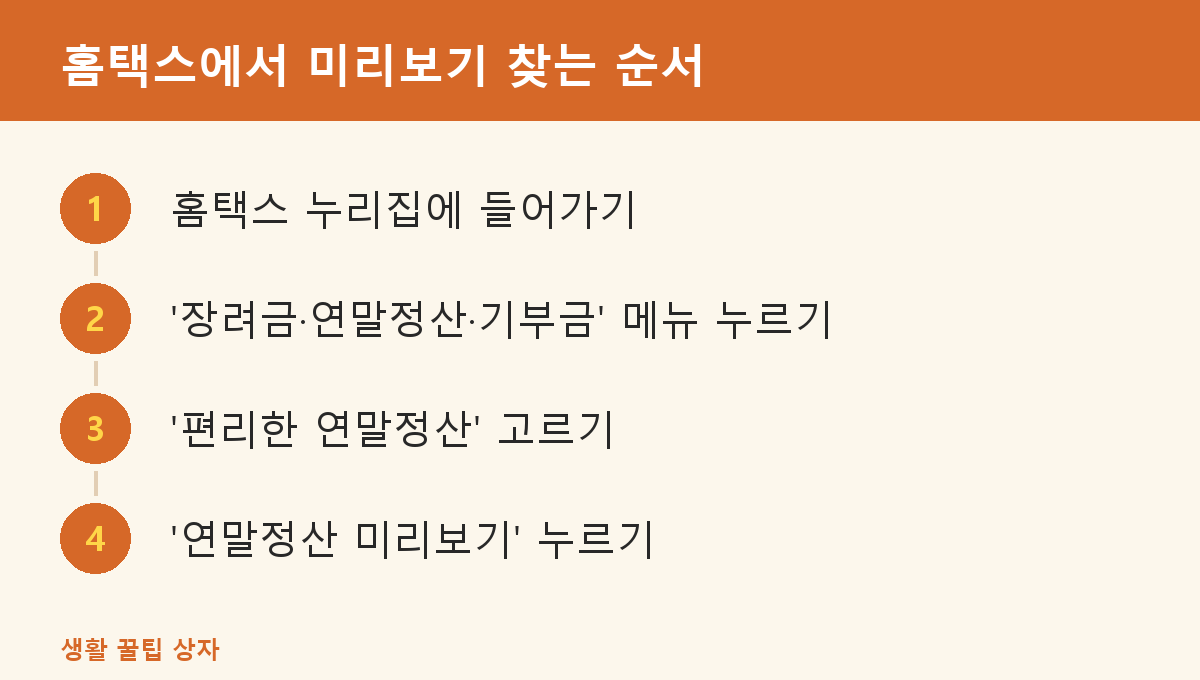 홈택스에서 미리보기 찾는 순서
1 홈택스 누리집에 들어가기
2 '장려금·연말정산·기부금' 메뉴 누르기
3 '편리한 연말정산' 고르기
4 '연말정산 미리보기' 누르기
생활 꿀팁 상자